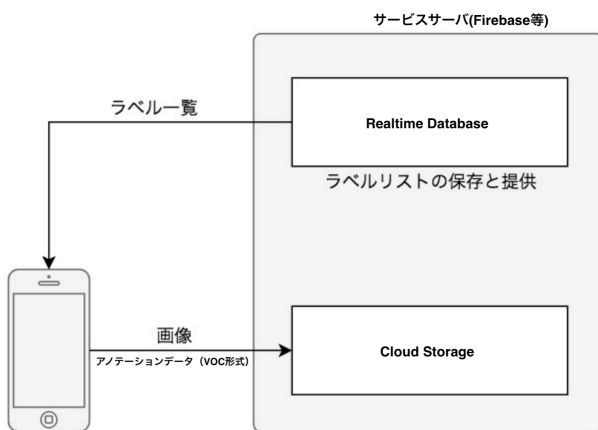 サービスサーバ(Firebase等)
ラベル一覧
Realtime Database
ラベルリストの保存と提供
画像
アノテーションデータ（VOC形式）
Cloud Storage